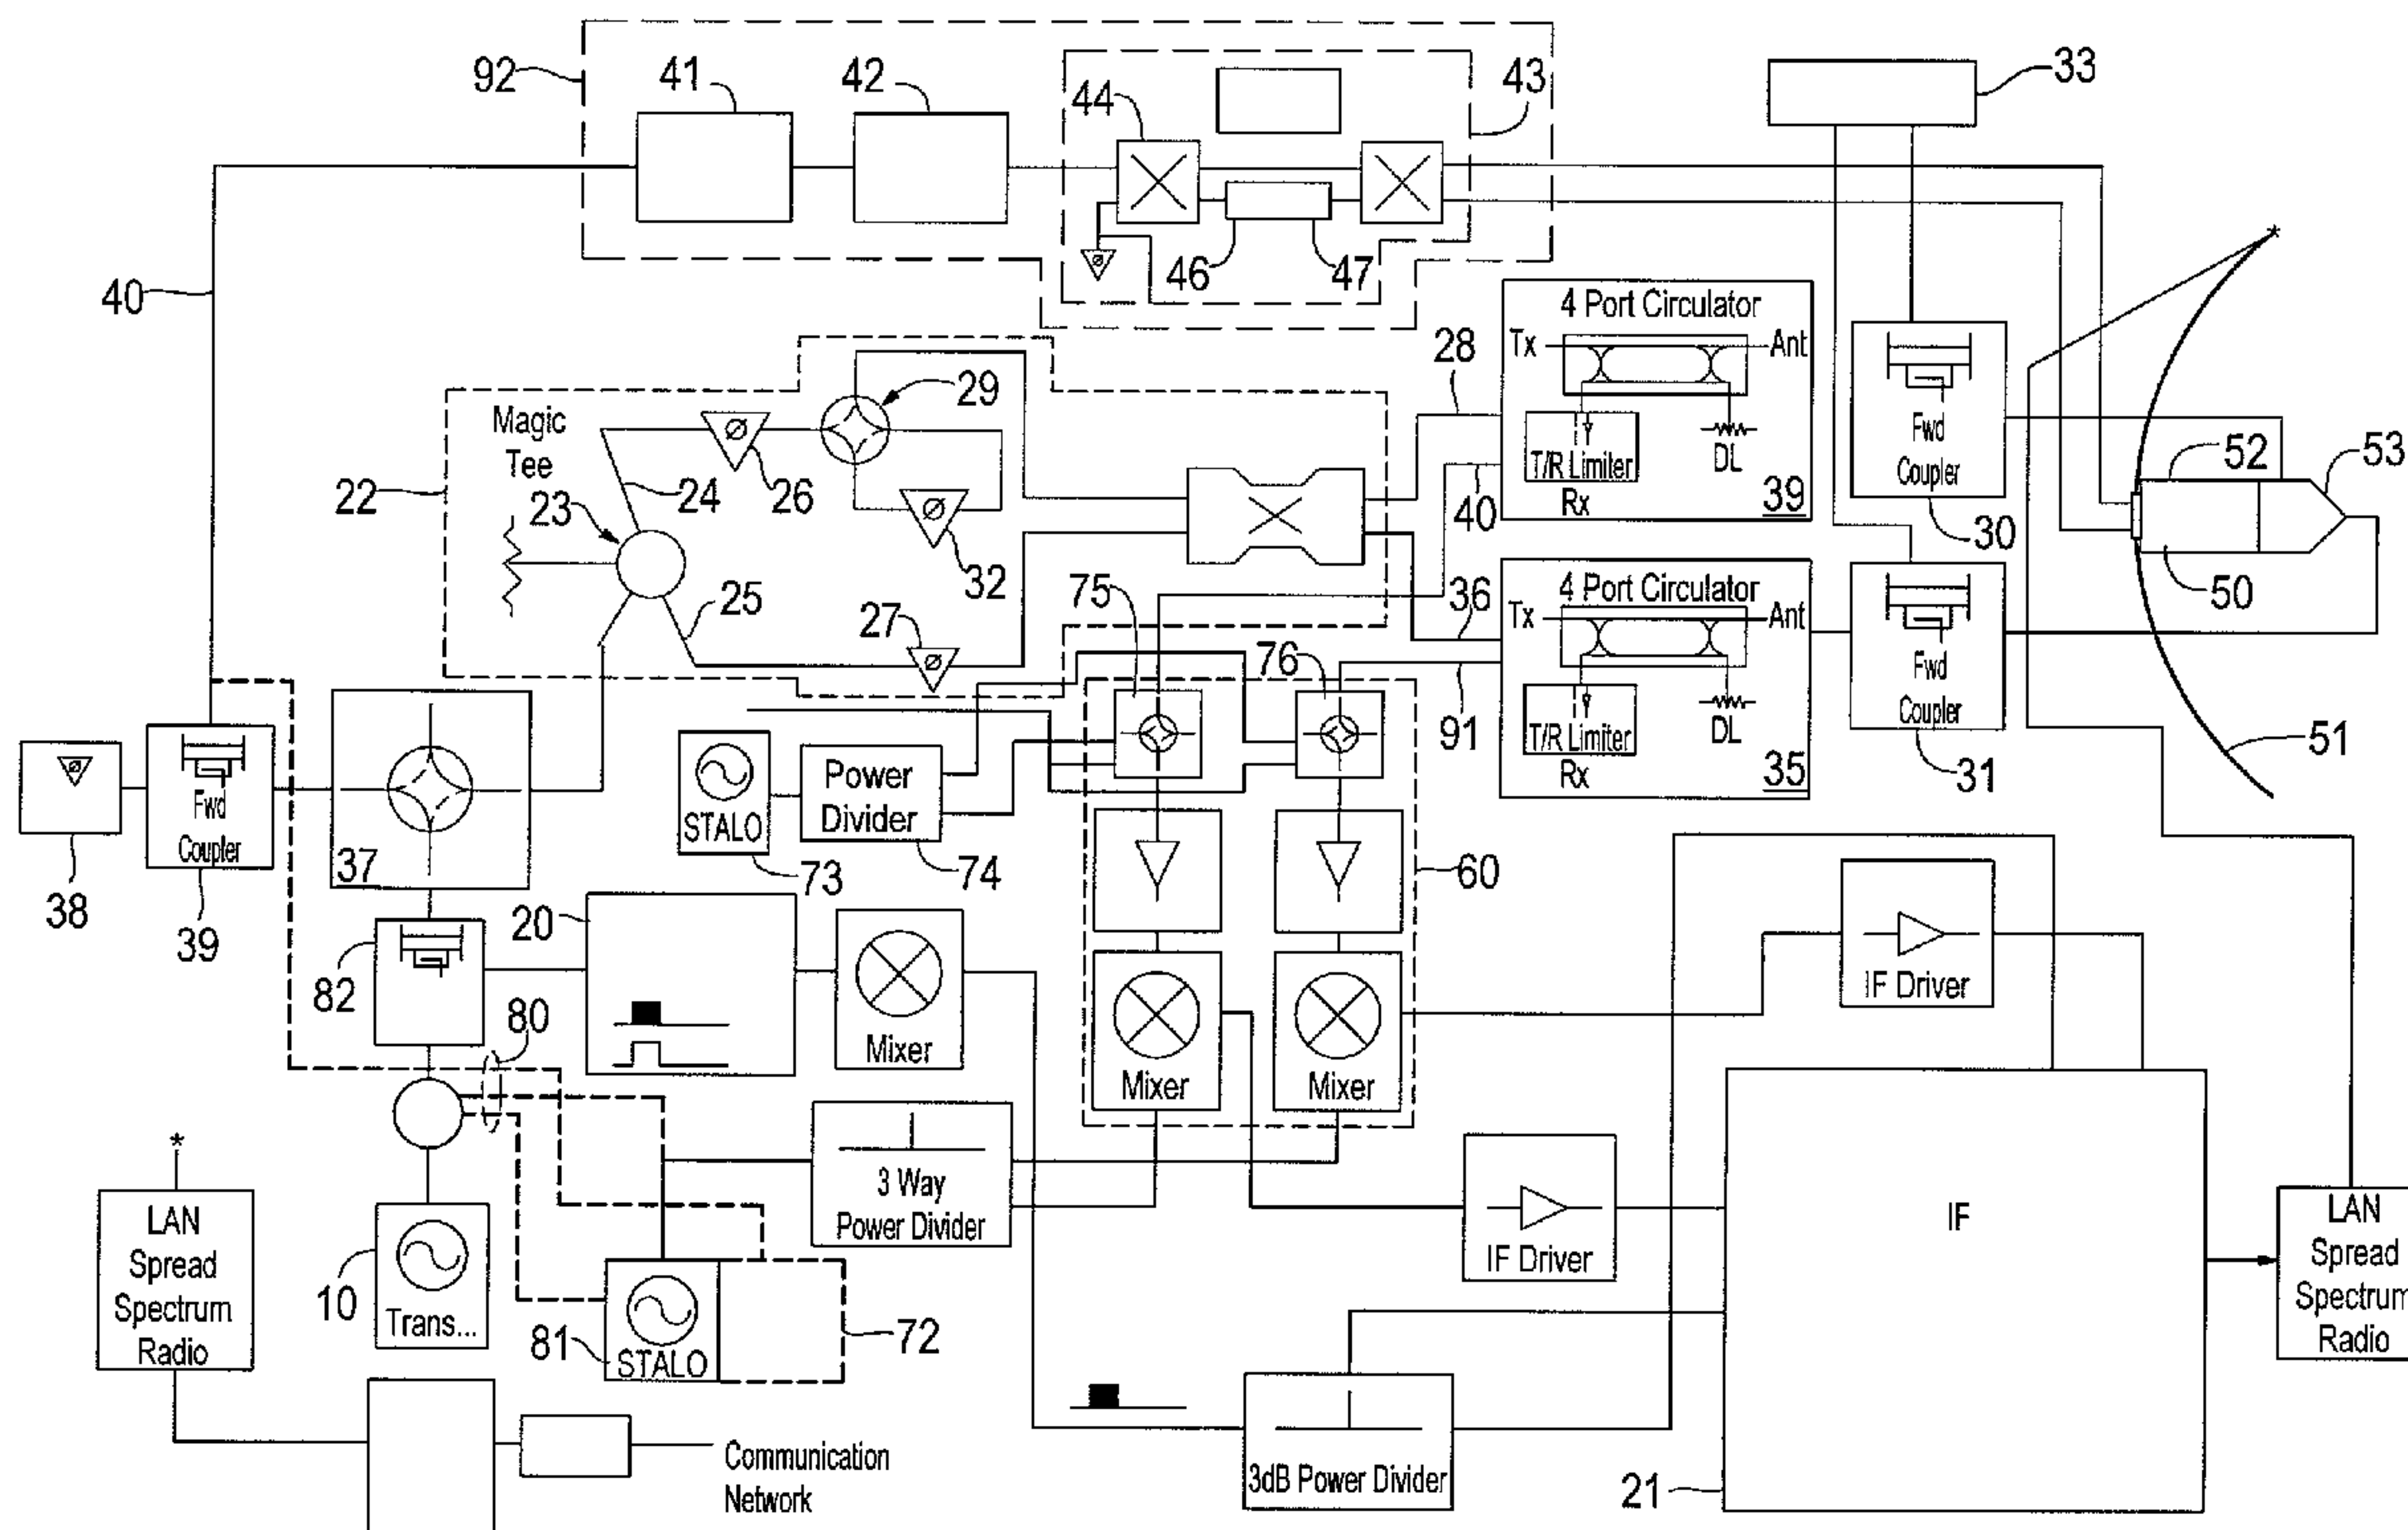 92
41
42
44
43
33
46
47
40
4 Port Circulator
Tx
Ant
T/R Limiter
DL
Rx
39
28
40
Fwd
Coupler
30
52
53
50
51
Magic
Tee
22
23
24
26
29
32
25
27
75
76
36
91
4 Port Circulator
Tx
Ant
T/R Limiter
DL
Rx
35
Fwd
Coupler
31
38
Fwd
Coupler
39
37
STALO
73
Power
Divider
74
60
82
20
Mixer
Mixer
Mixer
IF Driver
80
3 Way
Power Divider
IF Driver
IF
LAN
Spread
Spectrum
Radio
10
Trans...
81
STALO
72
LAN
Spread
Spectrum
Radio
3dB Power Divider
21
Communication
Network